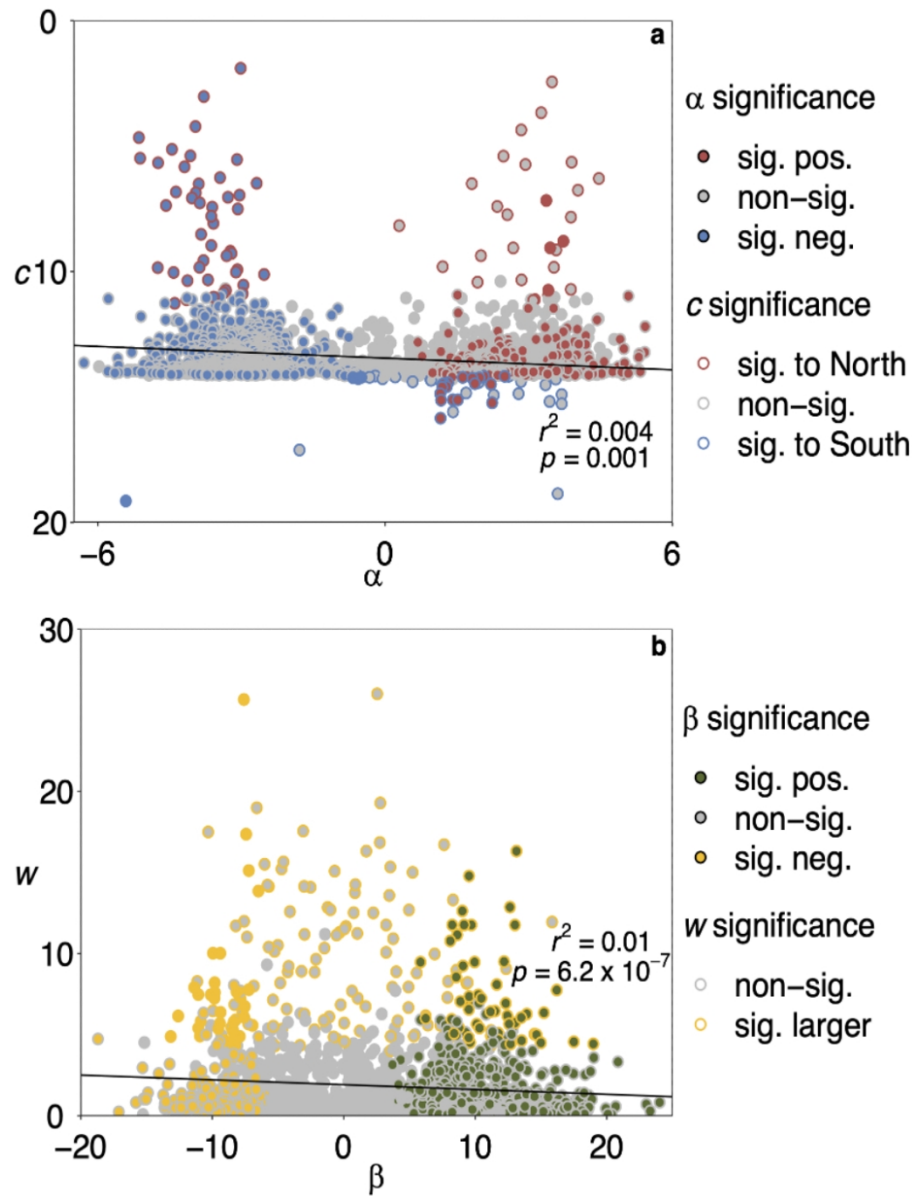 0
a
α significance
sig. pos.
non−sig.
sig. neg.
c 10
c significance
sig. to North
non−sig.
sig. to South
r² = 0.004
p = 0.001
20
−6 0 6
α
30
b
β significance
sig. pos.
non−sig.
sig. neg.
20
w
w significance
non−sig.
sig. larger
10
r² = 0.01
p = 6.2 x 10⁻⁷
0
−20 −10 0 10 20
β